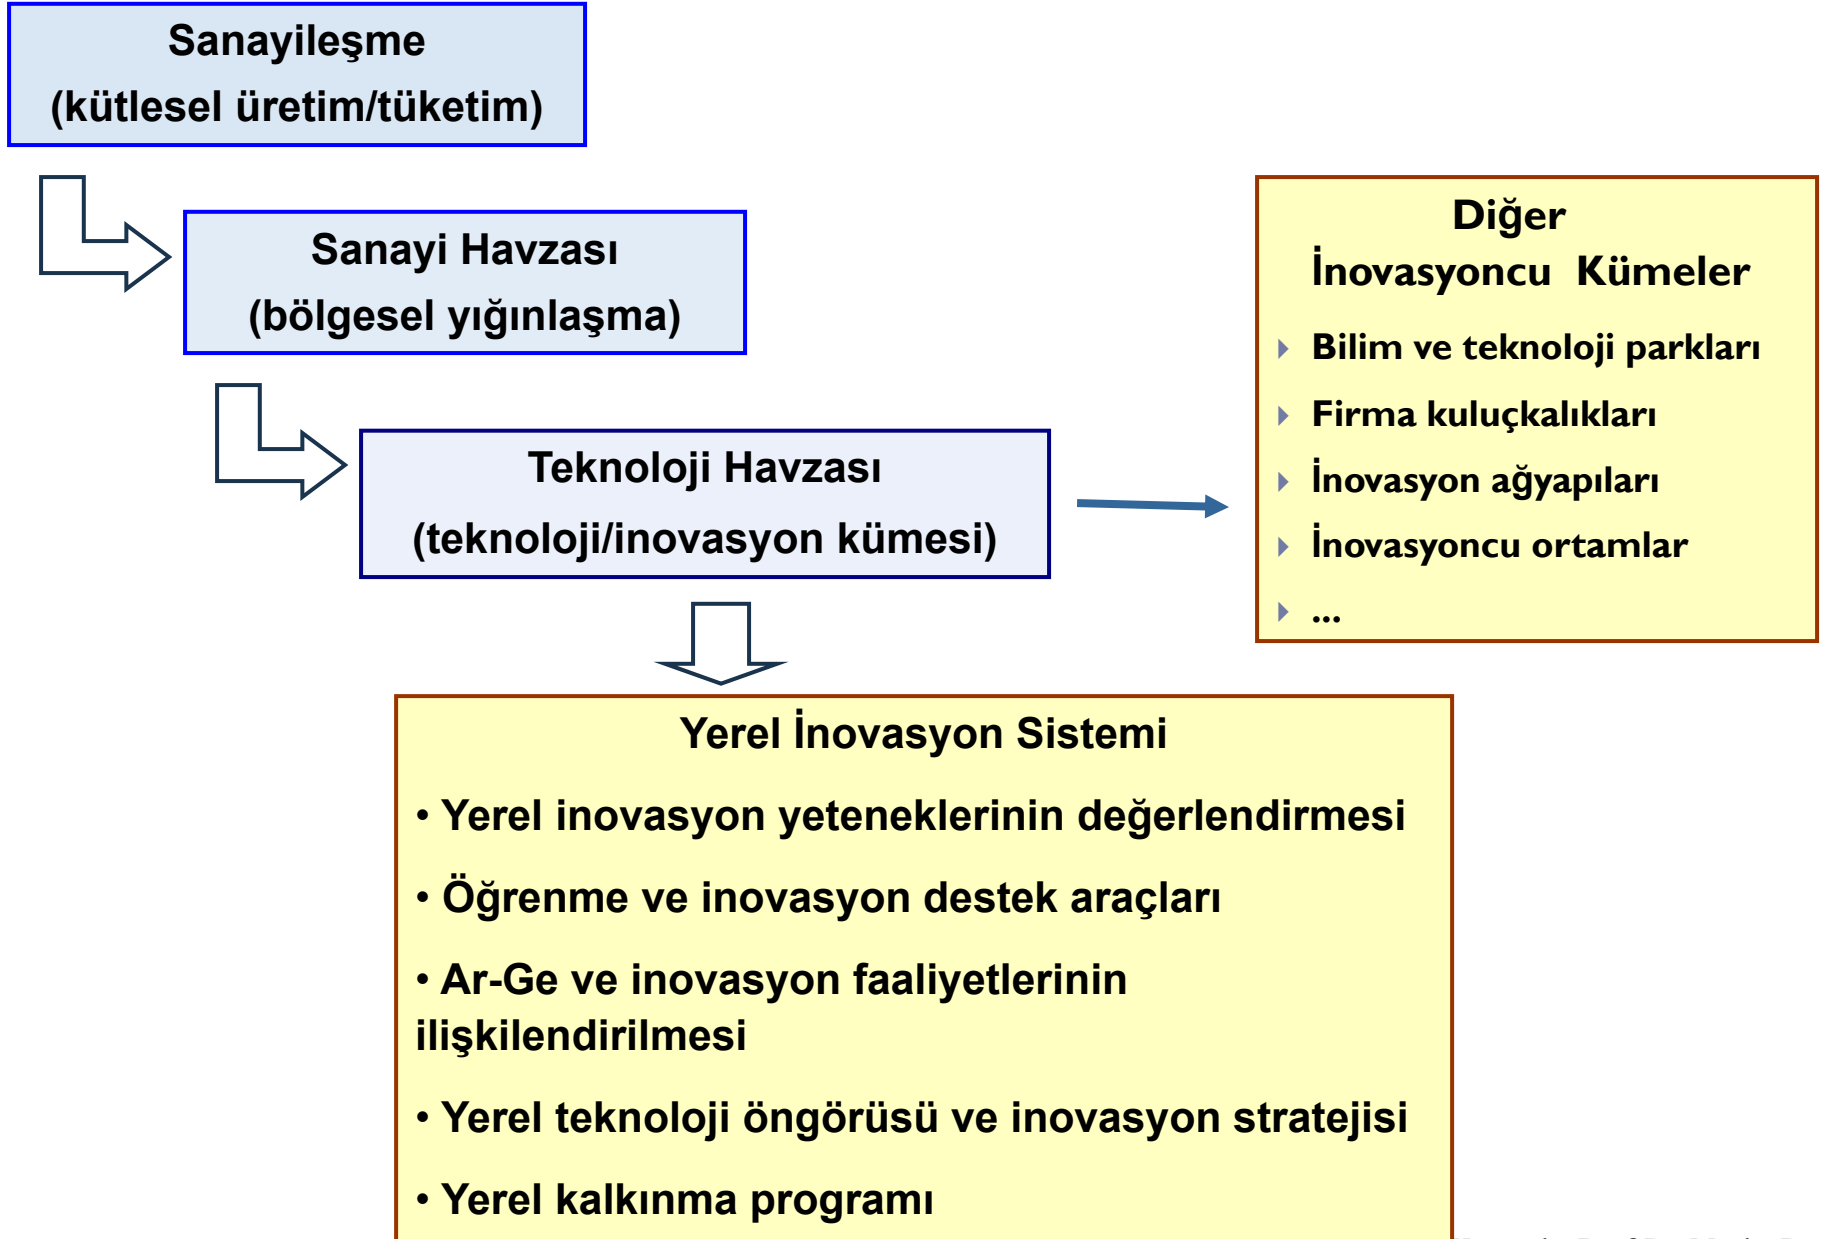 Sanayileşme
(kütlesel üretim/tüketim)
Sanayi Havzası
(bölgesel yığınlaşma)
Teknoloji Havzası
(teknoloji/inovasyon kümesi)
Diğer
İnovasyoncu Kümeler
Bilim ve teknoloji parkları
Firma kuluçkalıkları
İnovasyon ağyapıları
İnovasyoncu ortamlar
...
Yerel İnovasyon Sistemi
• Yerel inovasyon yeteneklerinin değerlendirmesi
• Öğrenme ve inovasyon destek araçları
• Ar-Ge ve inovasyon faaliyetlerinin
ilişkilendirilmesi
• Yerel teknoloji öngörüsü ve inovasyon stratejisi
• Yerel kalkınma programı